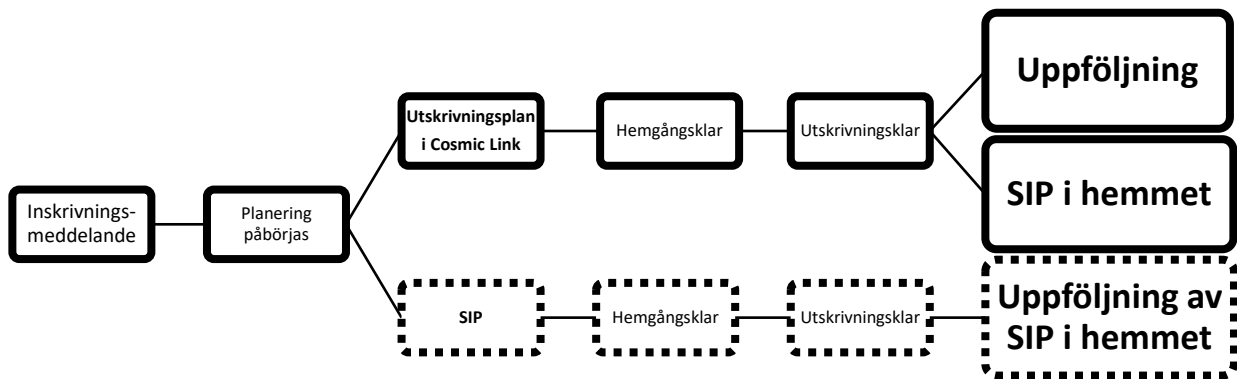 Inskrivnings-
meddelande
Planering
påbörjas
Utskrivningsplan
i Cosmic Link
Hemgångsklar
Utskrivningsklar
Uppföljning
SIP i hemmet
SIP
Hemgångsklar
Utskrivningsklar
Uppföljning av
SIP i hemmet